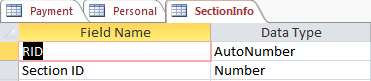 Payment Personal SectionInfo
Field Name Data Type
RID AutoNumber
Section ID Number